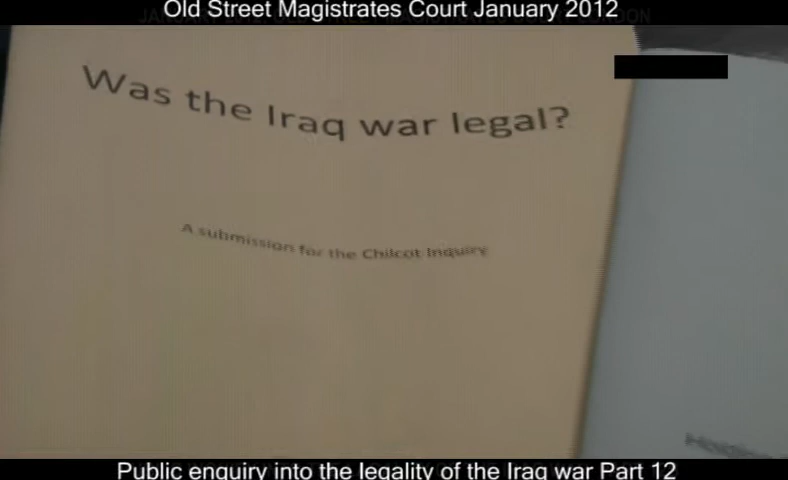 Old Street Magistrates Court January 2012
Was the Iraq war legal?
A submission for the Chilcot Inquiry
Public enquiry into the legality of the Iraq war Part 12